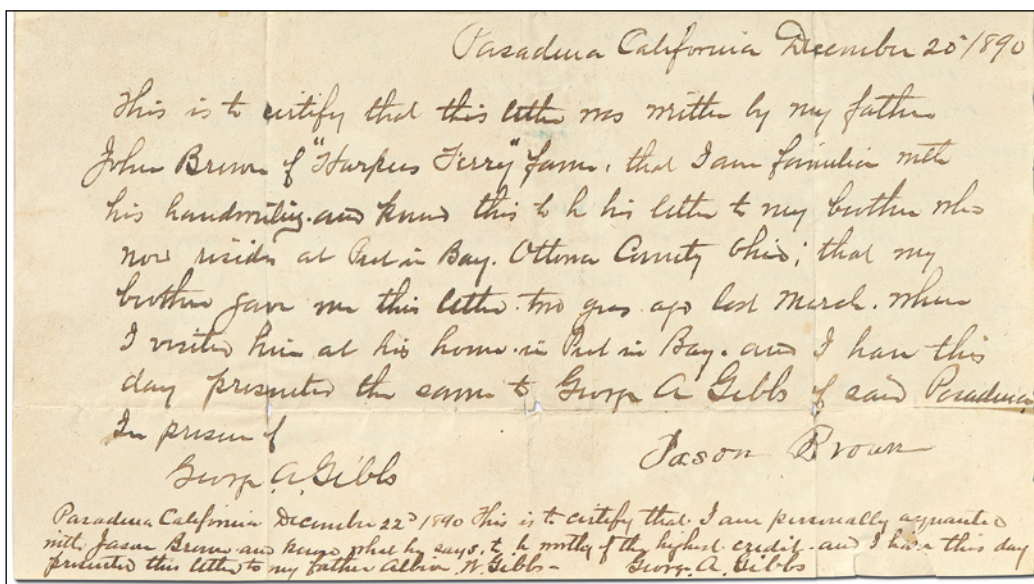 Pasadena California December 20 1890
This is to certify that this letter was written by my father
John Brown of "Harpers Ferry" fame, that I am familiar with
his handwriting and know this to be his letter to my brother who
now resides at Put in Bay. Ottowa County Ohio; that my
brother gave me this letter two years ago last March. when
I visited him at his home in Put in Bay. and I have this
day presented the same to George A Gibbs of said Pasadena
In presence of
Jason Brown
George A. Gibbs
Pasadena California December 22d 1890 This is to certify that I am personally acquainted
with Jason Brown and know what he says to be worthy of the highest credit. and I have this day
presented this letter to my father Albion W. Gibbs - George A. Gibbs